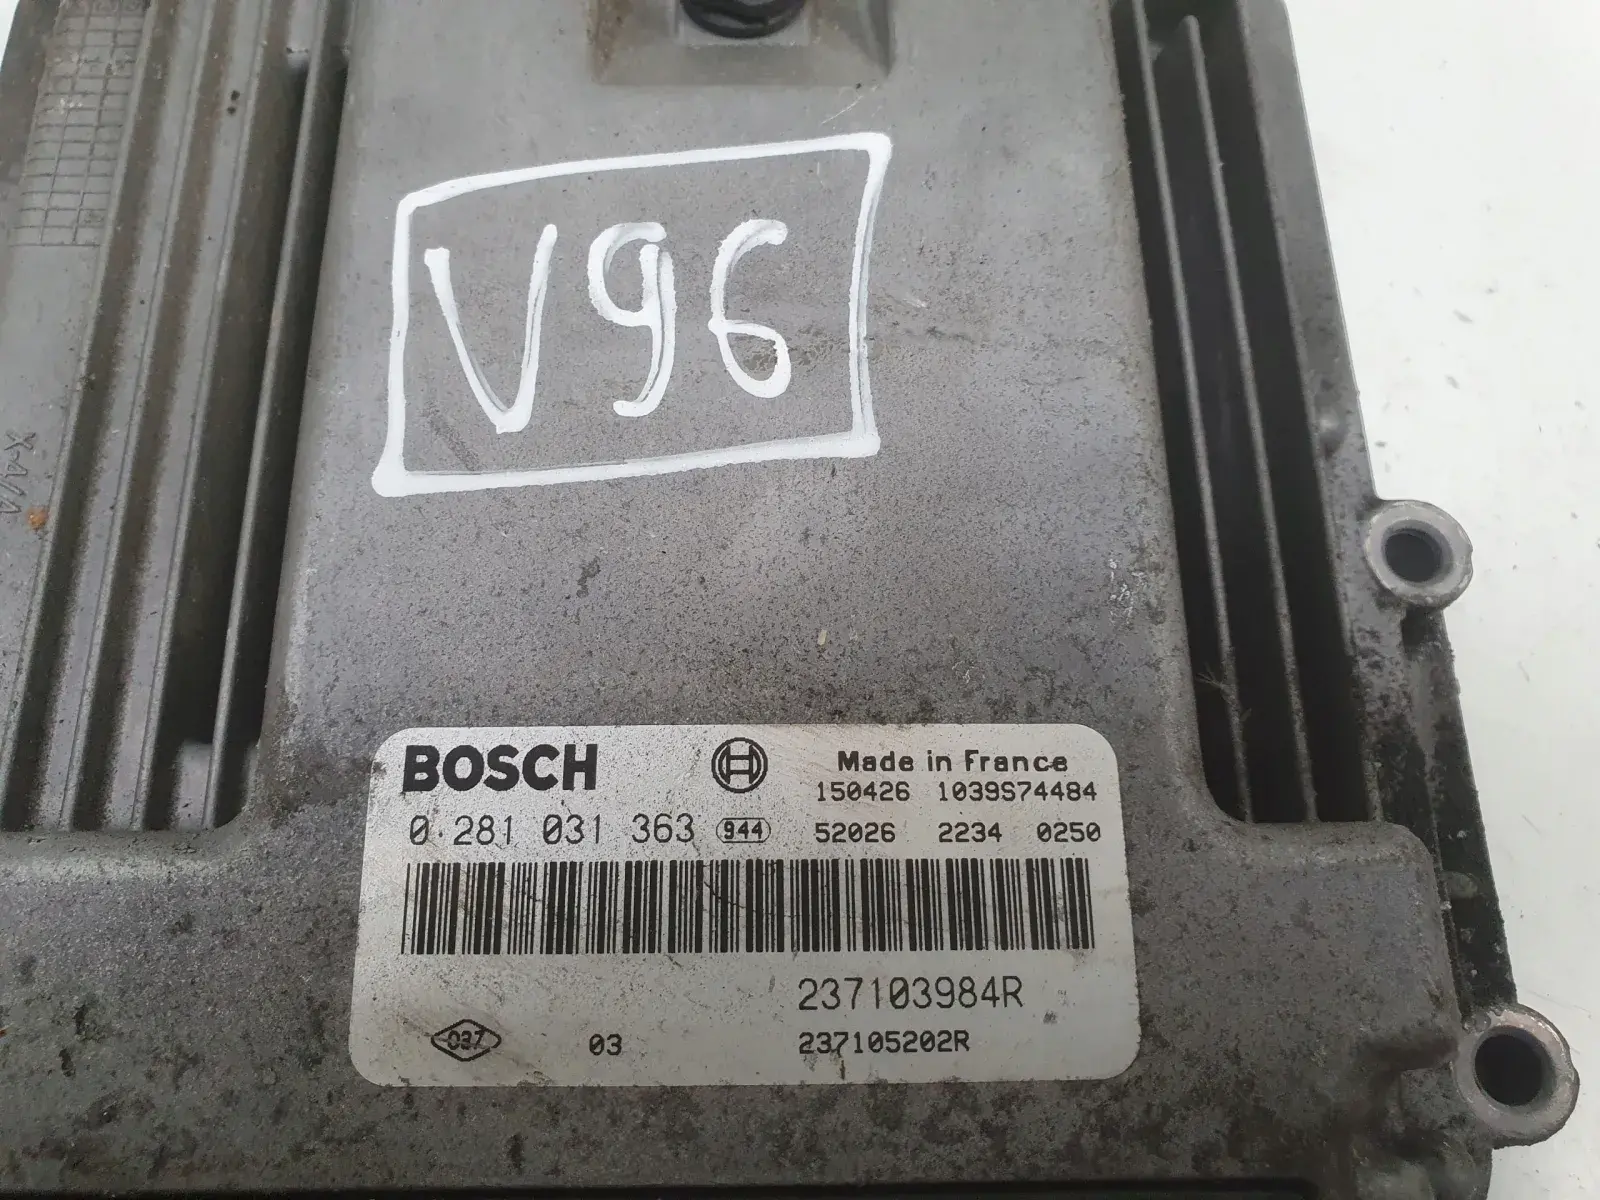 V96
BOSCH Made in France
150426 1039S74484
0 281 031 363 944 52026 2234 0250
237103984R
037 03 237105202R